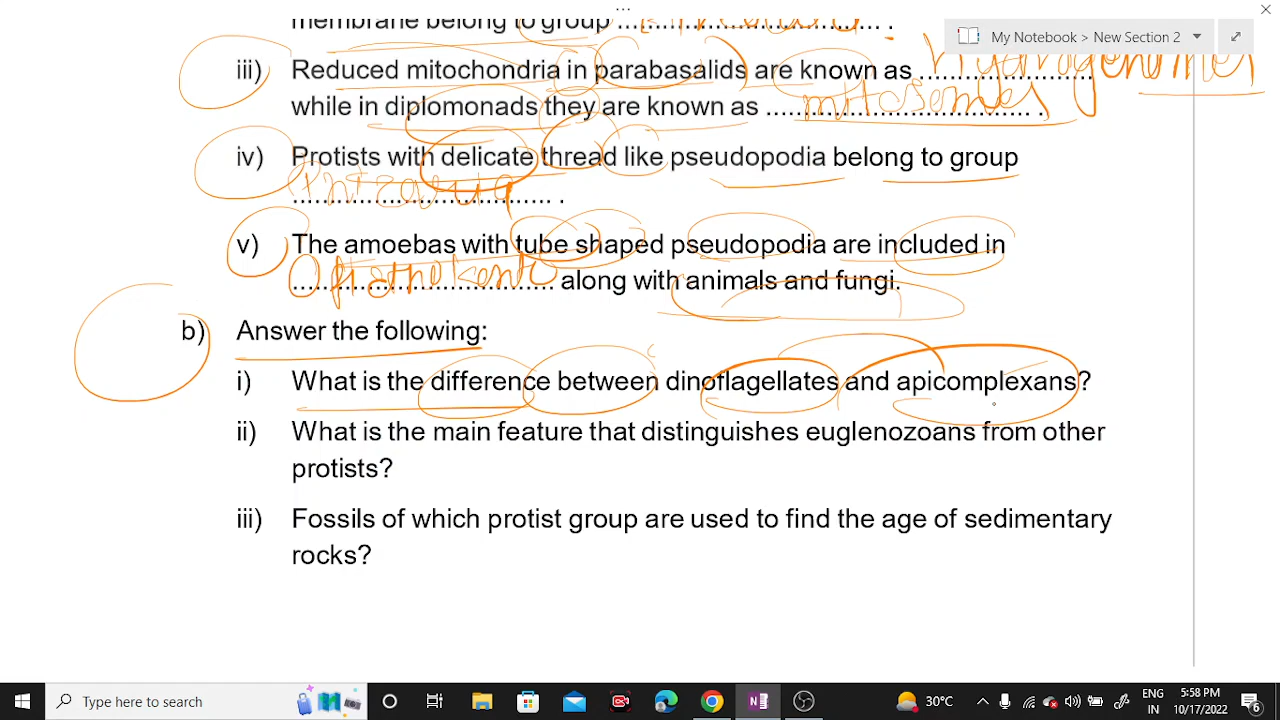 My Notebook > New Section 2
membrane belong to group ........................................ .
iii) Reduced mitochondria in parabasalids are known as ........................
while in diplomonads they are known as mitosomes .
iv) Protists with delicate thread like pseudopodia belong to group
.................................. .
v) The amoebas with tube shaped pseudopodia are included in
.................................. along with animals and fungi.
b) Answer the following:
i) What is the difference between dinoflagellates and apicomplexans?
ii) What is the main feature that distinguishes euglenozoans from other
protists?
iii) Fossils of which protist group are used to find the age of sedimentary
rocks?
Type here to search
30°C
ENG
IN
5:58 PM
10/17/2022
6